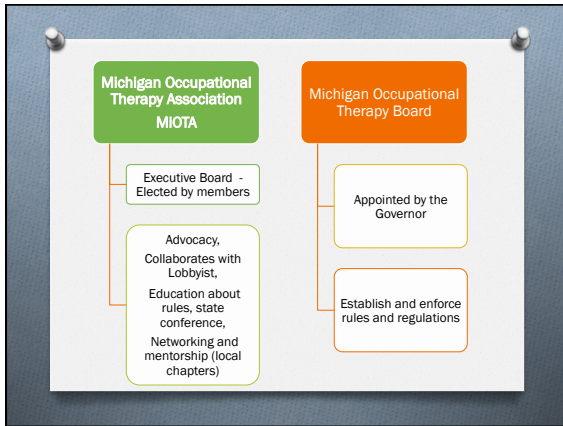 Michigan Occupational
Therapy Association
MIOTA
Executive Board -
Elected by members
Advocacy,
Collaborates with
Lobbyist,
Education about
rules, state
conference,
Networking and
mentorship (local
chapters)
Michigan Occupational
Therapy Board
Appointed by the
Governor
Establish and enforce
rules and regulations